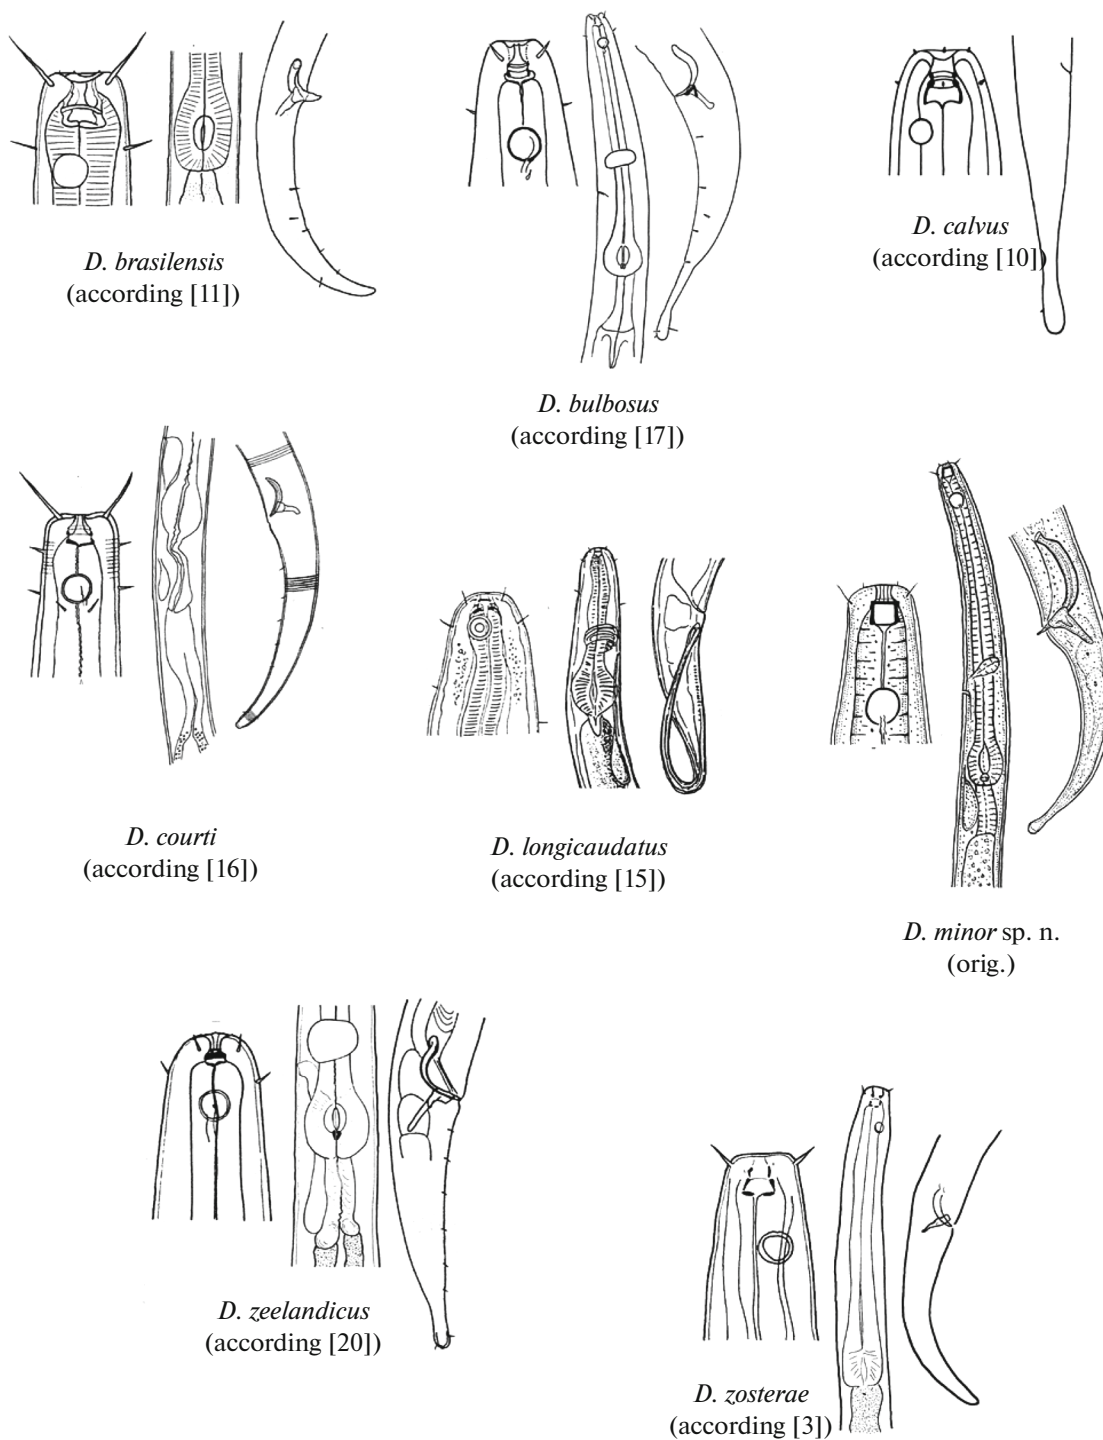 D. brasilensis
(according [11])
D. bulbosus
(according [17])
D. calvus
(according [10])
D. courti
(according [16])
D. longicaudatus
(according [15])
D. minor sp. n.
(orig.)
D. zeelandicus
(according [20])
D. zosterae
(according [3])